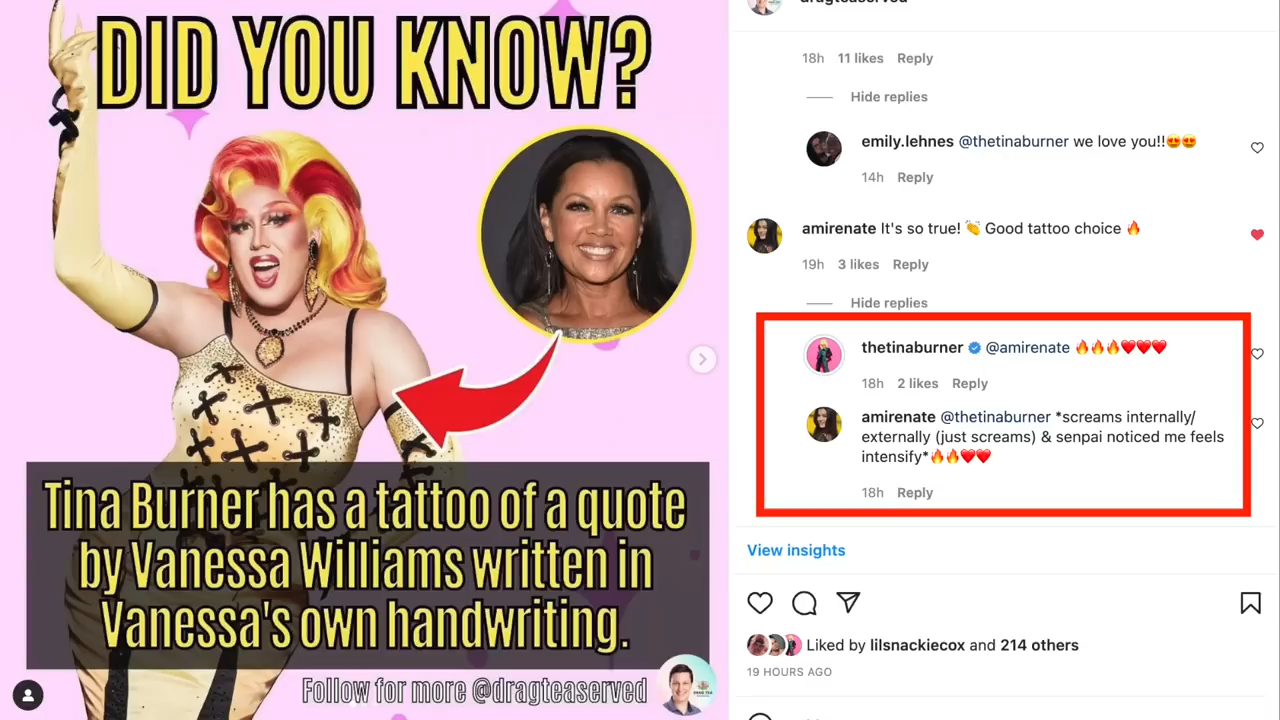 DID YOU KNOW?
Tina Burner has a tattoo of a quote
by Vanessa Williams written in
Vanessa's own handwriting.
Follow for more @dragteaserved
DRAG TEA
dragteaserved
18h 11 likes Reply
Hide replies
emily.lehnes @thetinaburner we love you!!😍😍
14h Reply
amirenate It's so true! 👏 Good tattoo choice 🔥
19h 3 likes Reply
Hide replies
thetinaburner @amirenate 🔥🔥🔥❤️❤️❤️
18h 2 likes Reply
amirenate @thetinaburner *screams internally/
externally (just screams) & senpai noticed me feels
intensify*🔥🔥❤️❤️
18h Reply
View insights
Liked by lilsnackiecox and 214 others
19 HOURS AGO